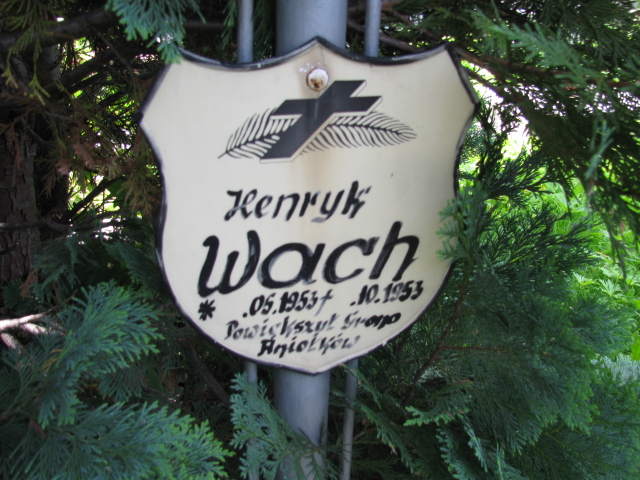 Henryk
Wach
* .05.1953 † .10.1953
Powiększył Grono
Aniołków